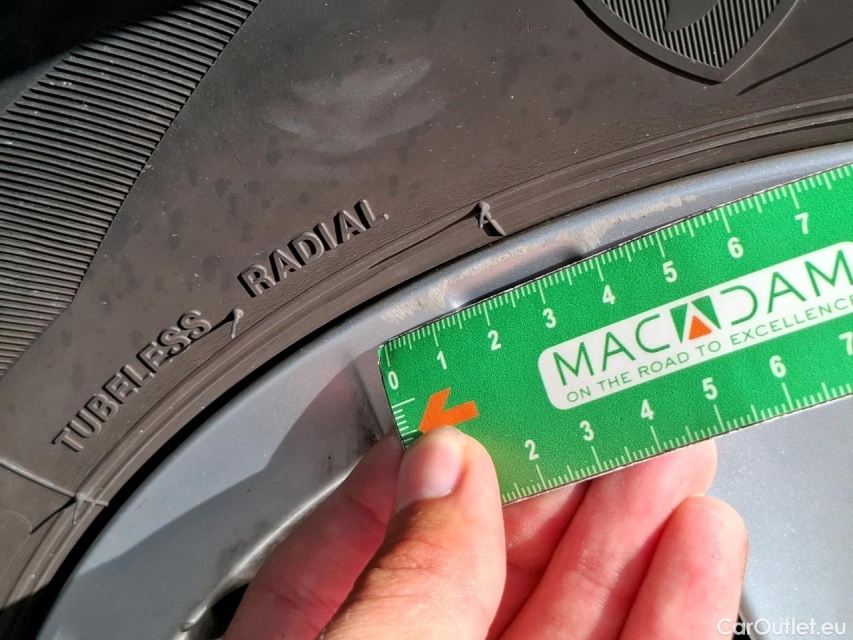 TUBELESS RADIAL
0 1 2 3 4 5 6 7
MACADAM
ON THE ROAD TO EXCELLENCE
2 3 4 5 6 7
CarOutlet.eu